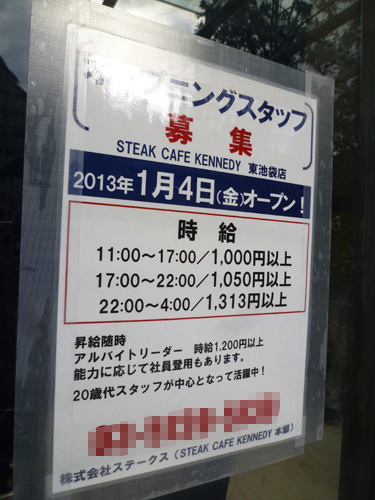 ニングスタッフ
募集
STEAK CAFE KENNEDY 東池袋店
2013年1月4日(金)オープン!
時給
11:00〜17:00/1,000円以上
17:00〜22:00/1,050円以上
22:00〜4:00/1,313円以上
昇給随時
アルバイトリーダー 時給1,200円以上
能力に応じて社員登用もあります。
20歳代スタッフが中心となって活躍中!
株式会社ステークス(STEAK CAFE KENNEDY 本部)